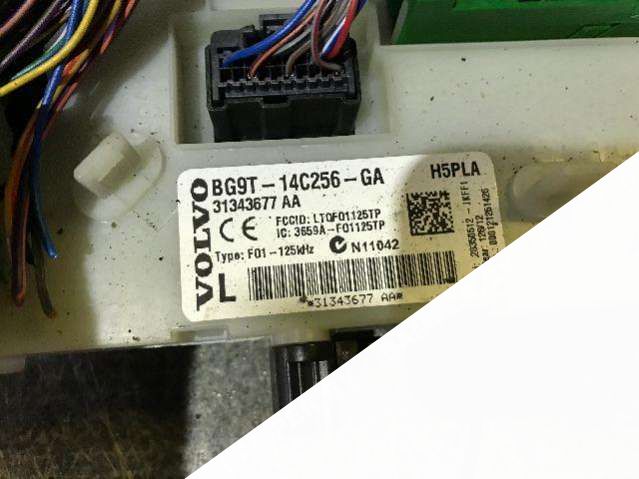 VOLVO
L
BG9T-14C256-GA H5PLA
31343677 AA
CE FCCID: LTQF01125TP
IC: 3659A-F01125TP
Type: F01-125kHz N11042
*31343677 AA*